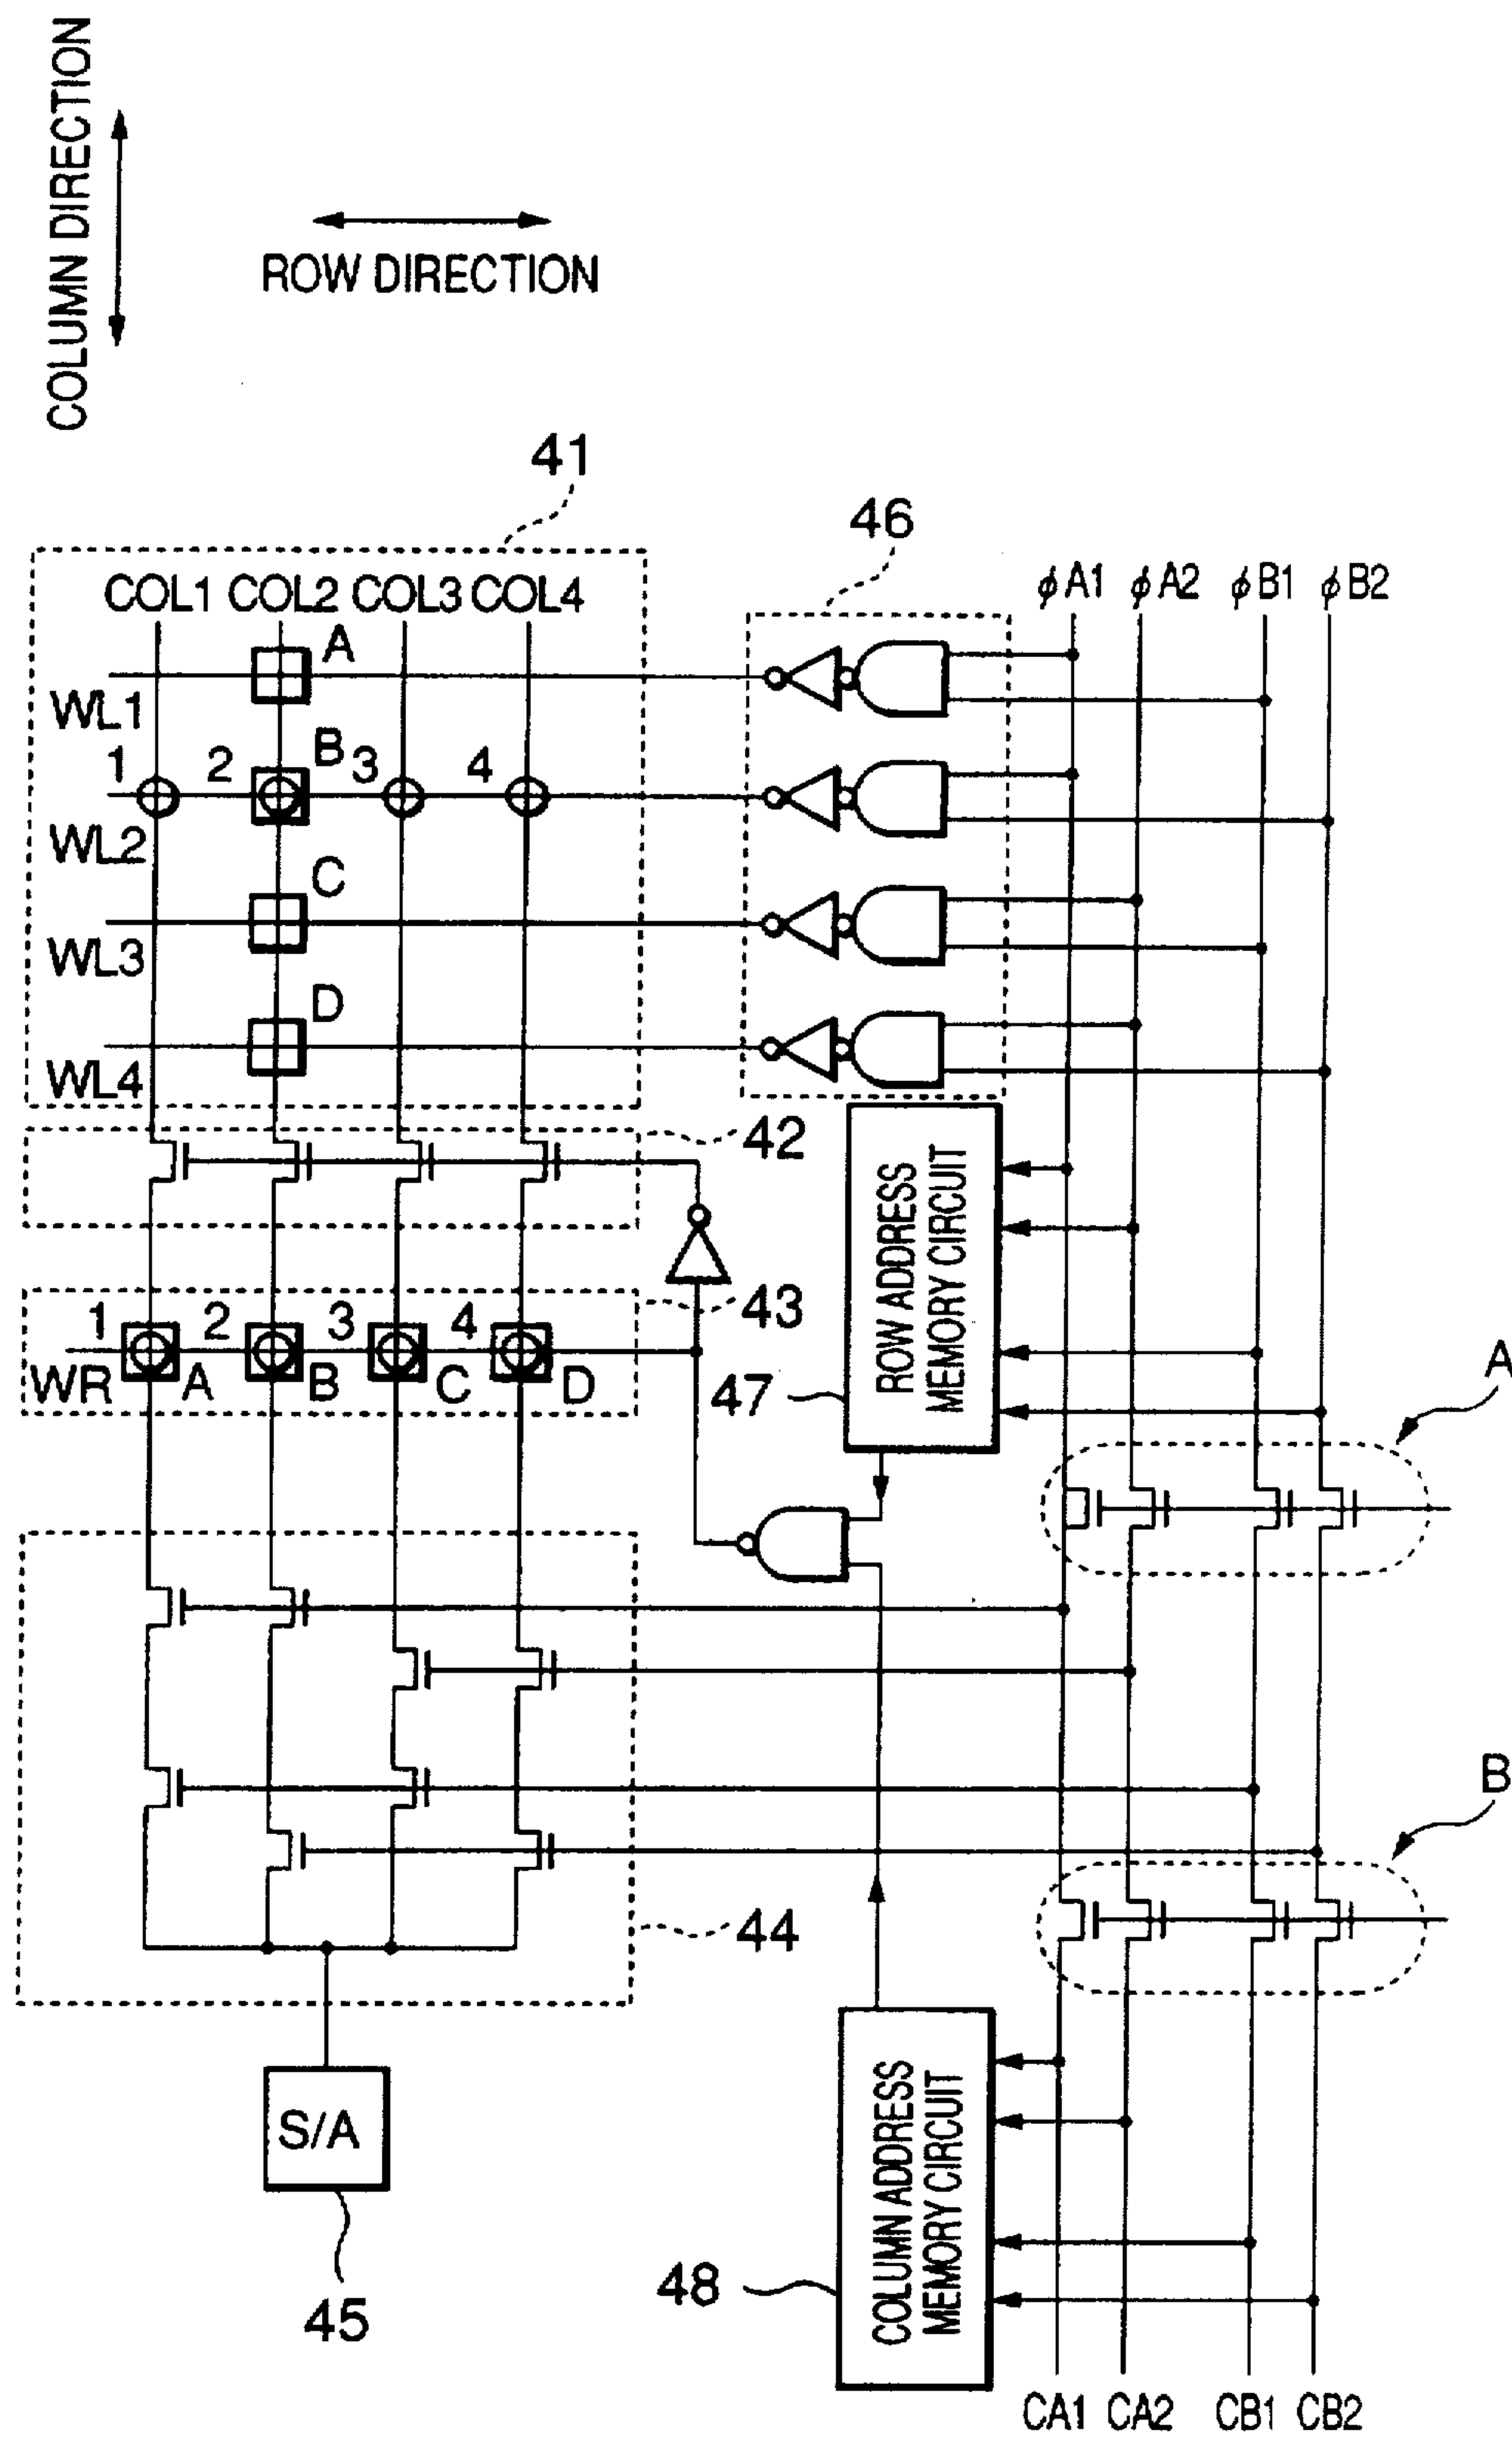 COLUMN DIRECTION
ROW DIRECTION
41
46
COL1 COL2 COL3 COL4
φA1 φA2 φB1 φB2
A
WL1
1 2 B 3 4
WL2
C
WL3
D
WL4
42
ROW ADDRESS
MEMORY CIRCUIT
43
1 2 3 4
WR A B C D
47
A
B
44
S/A
45
COLUMN ADDRESS
MEMORY CIRCUIT
48
CA1 CA2 CB1 CB2